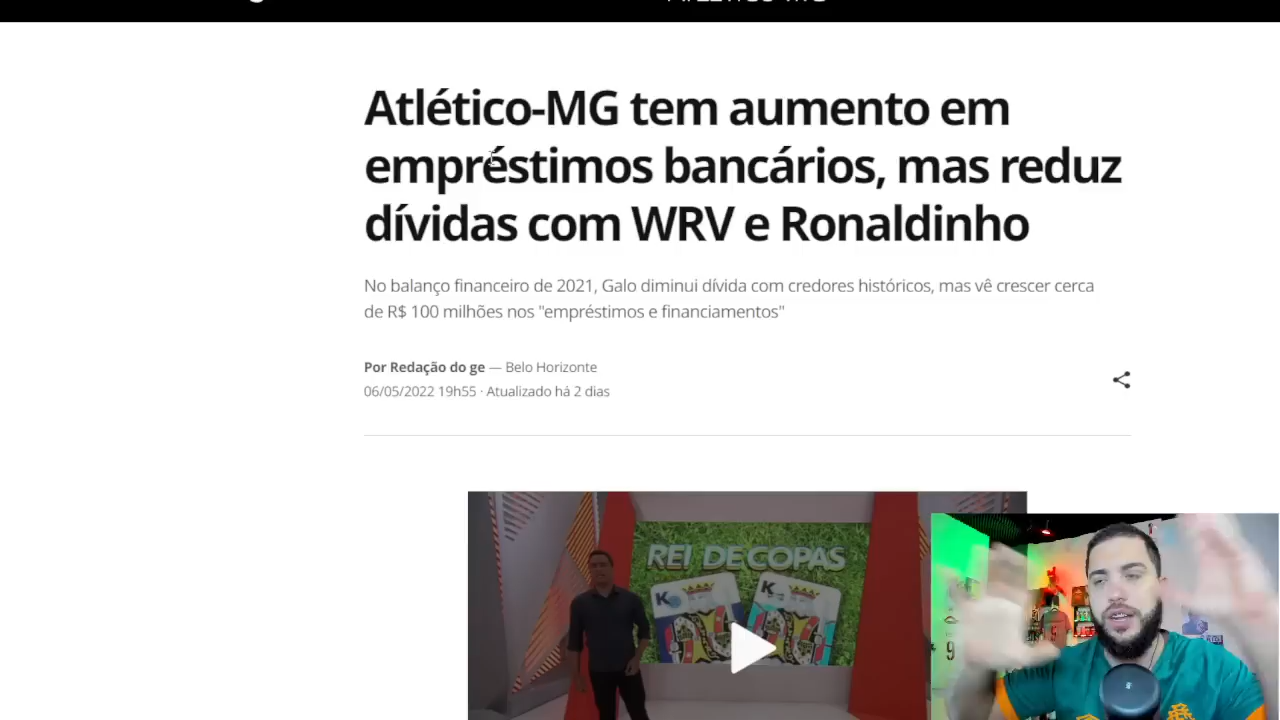 Atlético-MG tem aumento em
empréstimos bancários, mas reduz
dívidas com WRV e Ronaldinho
No balanço financeiro de 2021, Galo diminui dívida com credores históricos, mas vê crescer cerca
de R$ 100 milhões nos "empréstimos e financiamentos"
Por Redação do ge — Belo Horizonte
06/05/2022 19h55 · Atualizado há 2 dias
REI DE COPAS
K
K
9